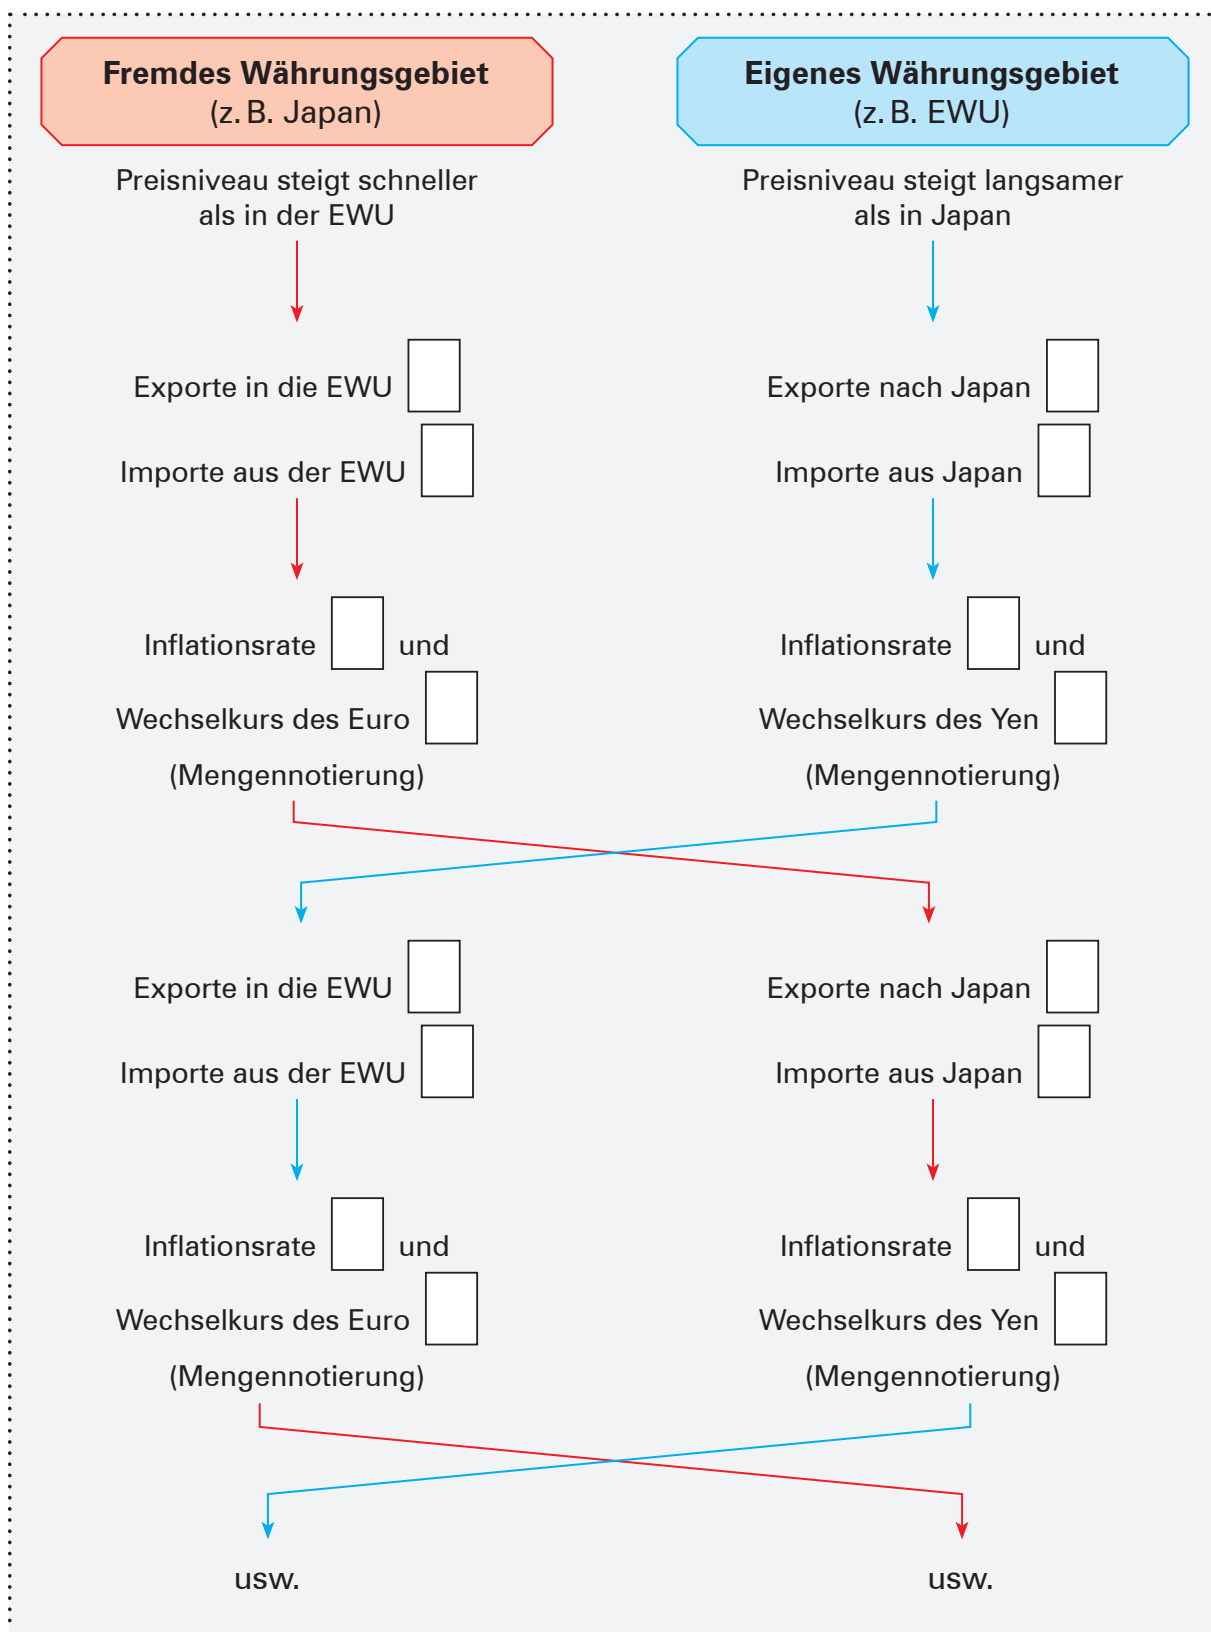 Fremdes Währungsgebiet
(z. B. Japan)
Preisniveau steigt schneller
als in der EWU
Exporte in die EWU
Importe aus der EWU
Inflationsrate und
Wechselkurs des Euro
(Mengennotierung)
Exporte in die EWU
Importe aus der EWU
Inflationsrate und
Wechselkurs des Euro
(Mengennotierung)
usw.
Eigenes Währungsgebiet
(z. B. EWU)
Preisniveau steigt langsamer
als in Japan
Exporte nach Japan
Importe aus Japan
Inflationsrate und
Wechselkurs des Yen
(Mengennotierung)
Exporte nach Japan
Importe aus Japan
Inflationsrate und
Wechselkurs des Yen
(Mengennotierung)
usw.